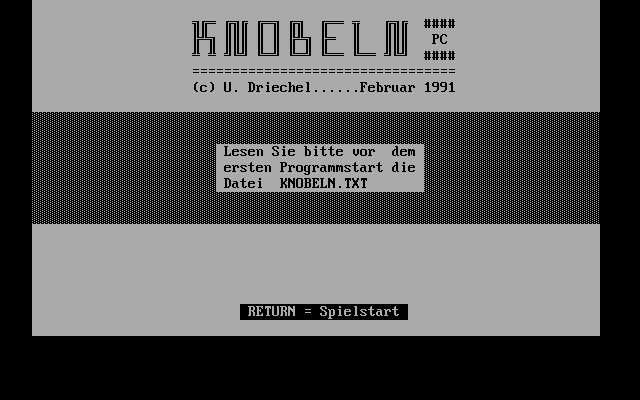 KNOBELN
####
PC
####
=================================
(c) U. Driechel......Februar 1991
Lesen Sie bitte vor  dem
ersten Programmstart die
Datei  KNOBELN.TXT
RETURN = Spielstart